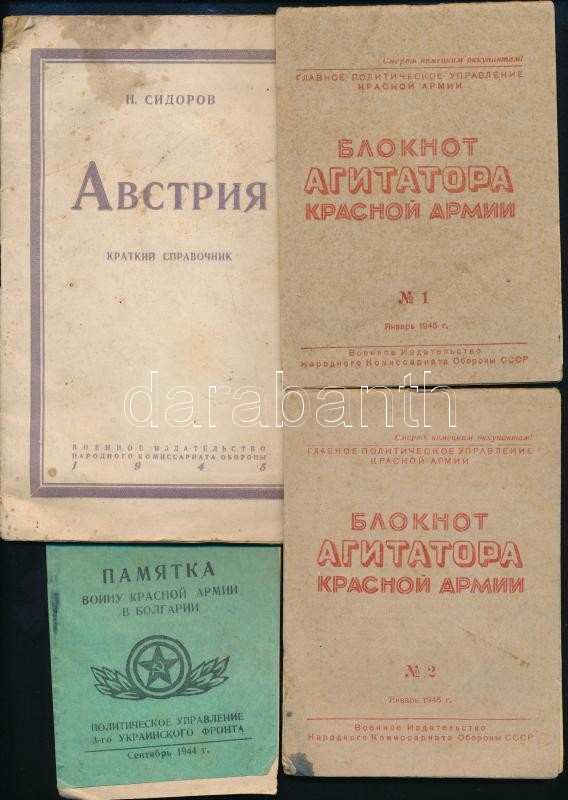 Н. СИДОРОВ
АВСТРИЯ
КРАТКИЙ СПРАВОЧНИК
ВОЕННОЕ ИЗДАТЕЛЬСТВО
НАРОДНОГО КОМИССАРИАТА ОБОРОНЫ
1945
Смерть немецким оккупантам!
ГЛАВНОЕ ПОЛИТИЧЕСКОЕ УПРАВЛЕНИЕ
КРАСНОЙ АРМИИ
БЛОКНОТ
АГИТАТОРА
КРАСНОЙ АРМИИ
№ 1
Январь 1945 г.
Военное Издательство
Народного Комиссариата Обороны СССР
darabanth
Смерть немецким оккупантам!
ГЛАВНОЕ ПОЛИТИЧЕСКОЕ УПРАВЛЕНИЕ
КРАСНОЙ АРМИИ
БЛОКНОТ
АГИТАТОРА
КРАСНОЙ АРМИИ
№ 2
Январь 1945 г.
Военное Издательство
Народного Комиссариата Обороны СССР
ПАМЯТКА
ВОИНУ КРАСНОЙ АРМИИ
В БОЛГАРИИ
ПОЛИТИЧЕСКОЕ УПРАВЛЕНИЕ
3-го УКРАИНСКОГО ФРОНТА
Сентябрь 1944 г.